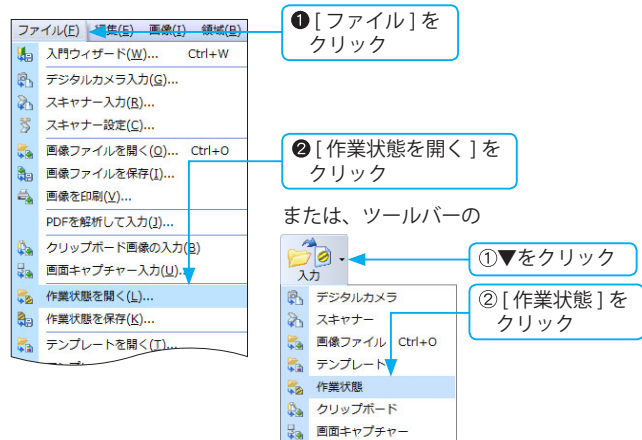 ファイル(F) 編集(E) 画像(I) 領域(B)
入門ウィザード(W)... Ctrl+W
デジタルカメラ入力(G)...
スキャナー入力(R)...
スキャナー設定(C)...
画像ファイルを開く(O)... Ctrl+O
画像ファイルを保存(I)...
画像を印刷(V)...
PDFを解析して入力(J)...
クリップボード画像の入力(B)
画面キャプチャー入力(U)...
作業状態を開く(L)...
作業状態を保存(K)...
テンプレートを開く(T)...
❶[ファイル]を
クリック
❷[作業状態を開く]を
クリック
または、ツールバーの
入力
①▼をクリック
②[作業状態]を
クリック
デジタルカメラ
スキャナー
画像ファイル Ctrl+O
テンプレート
作業状態
クリップボード
画面キャプチャー